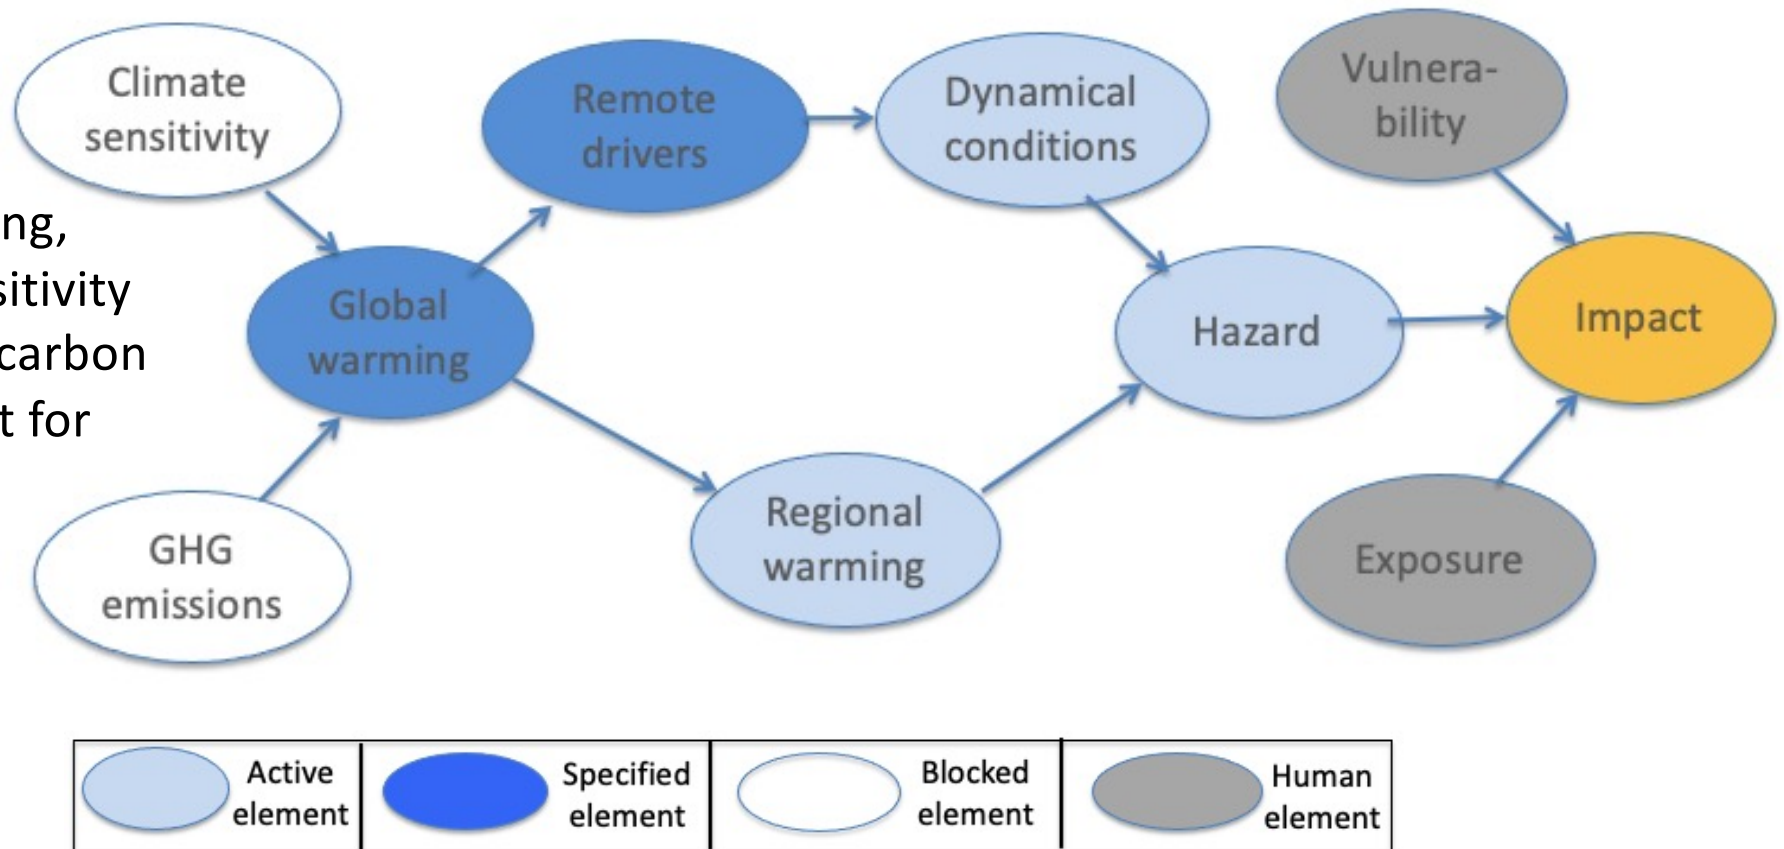 Climate
sensitivity
Remote
drivers
Dynamical
conditions
Vulnera-
bility
ng,
sitivity
carbon
t for
Global
warming
Hazard
Impact
GHG
emissions
Regional
warming
Exposure
Active
element
Specified
element
Blocked
element
Human
element